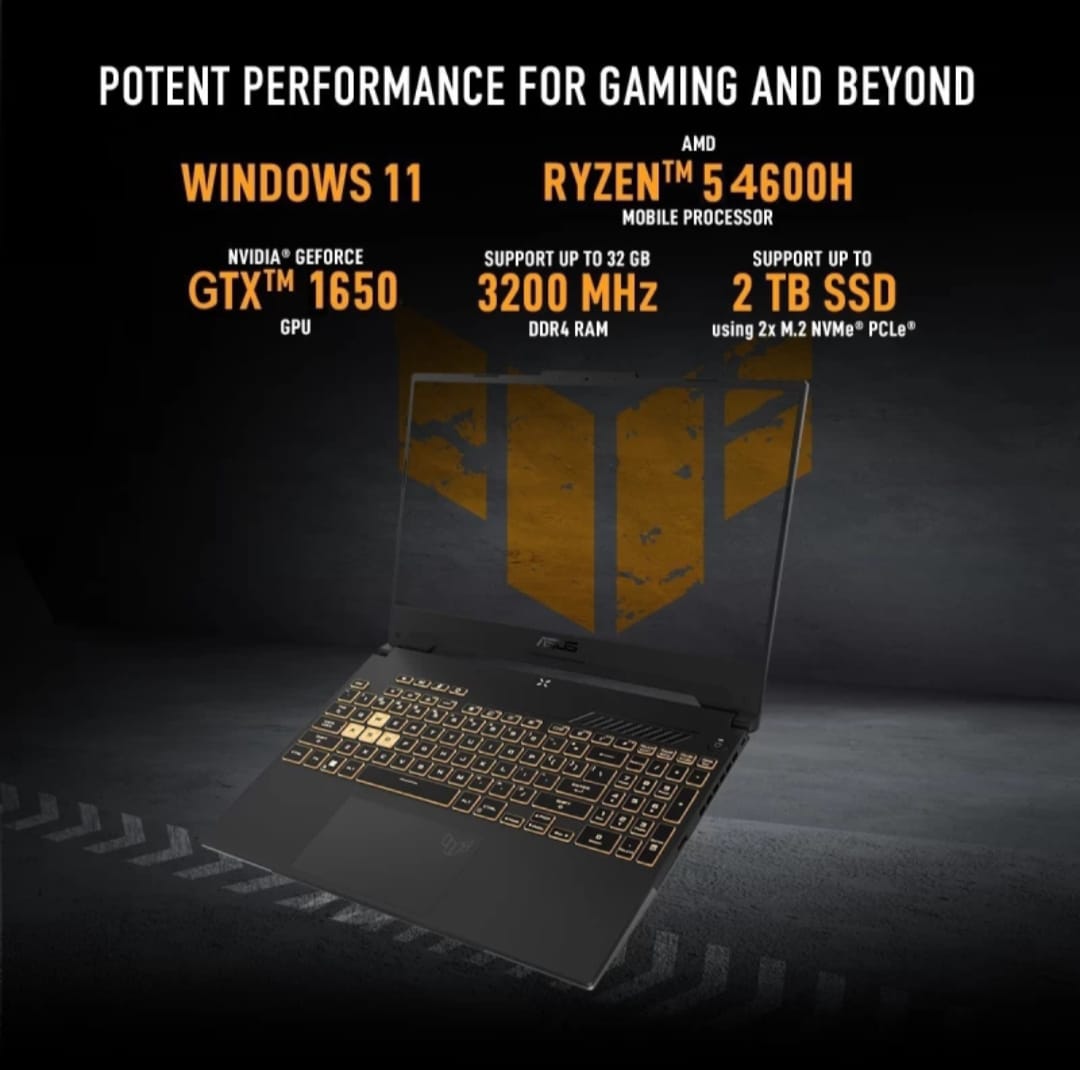 POTENT PERFORMANCE FOR GAMING AND BEYOND
WINDOWS 11
AMD
RYZEN™ 5 4600H
MOBILE PROCESSOR
NVIDIA® GEFORCE
GTX™ 1650
GPU
SUPPORT UP TO 32 GB
3200 MHz
DDR4 RAM
SUPPORT UP TO
2 TB SSD
using 2x M.2 NVMe® PCLe®
ASUS